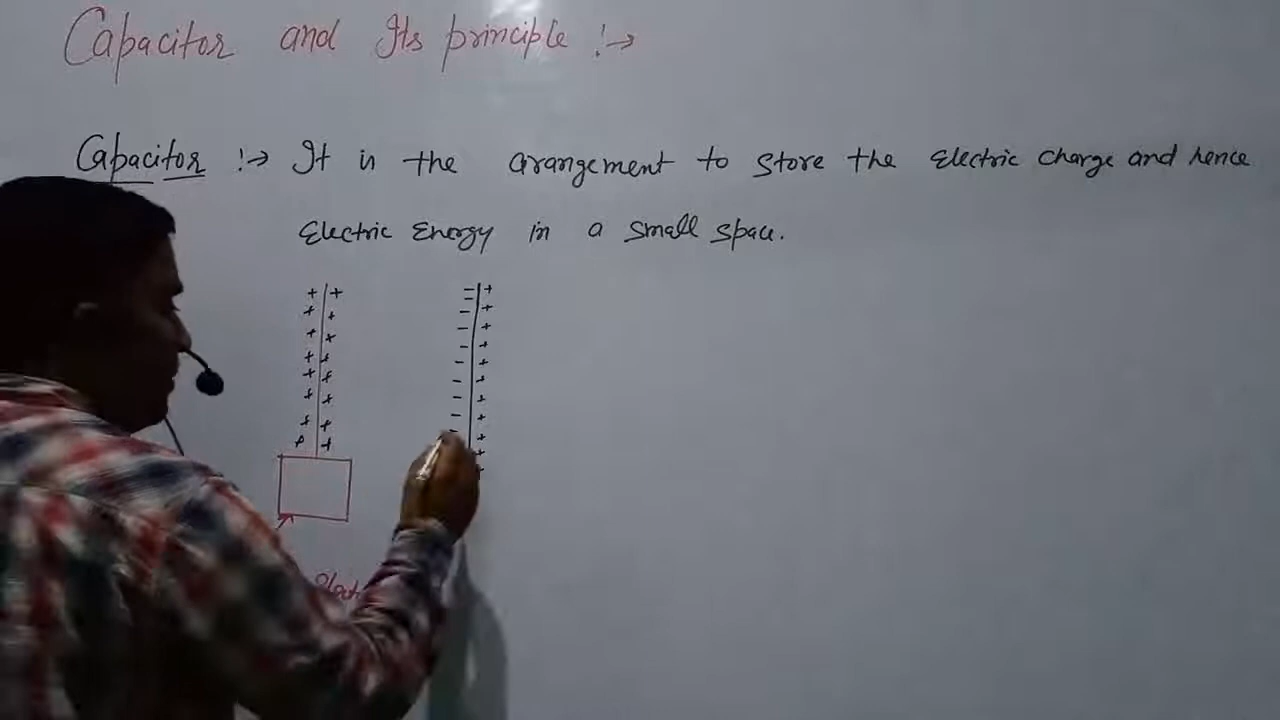 Capacitor and Its principle :→
Capacitor :→ It is the arangement to store the Electric charge and hence
Electric Energy in a small space.